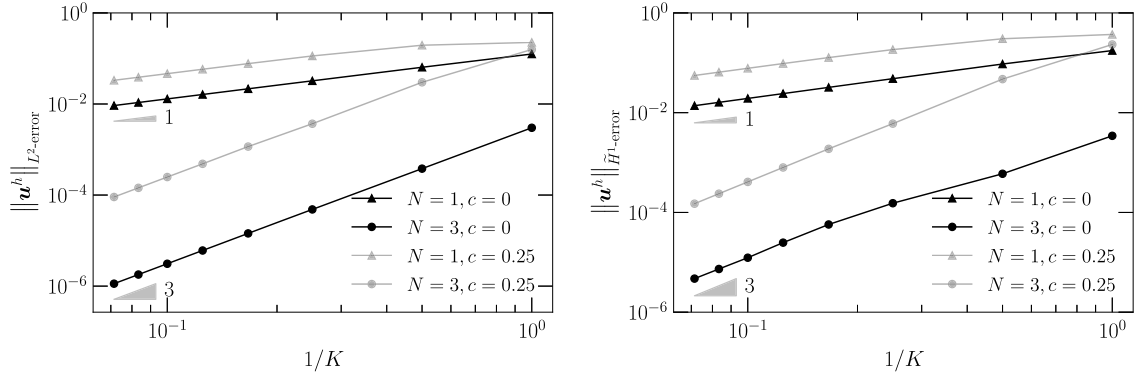 10^0
10^{-2}
10^{-4}
10^{-6}
‖u^h‖_{L^2-error}
1
3
N = 1, c = 0
N = 3, c = 0
N = 1, c = 0.25
N = 3, c = 0.25
10^{-1}
10^0
1/K
10^0
10^{-2}
10^{-4}
10^{-6}
‖u^h‖_{\widetilde{H}^1-error}
1
3
N = 1, c = 0
N = 3, c = 0
N = 1, c = 0.25
N = 3, c = 0.25
10^{-1}
10^0
1/K